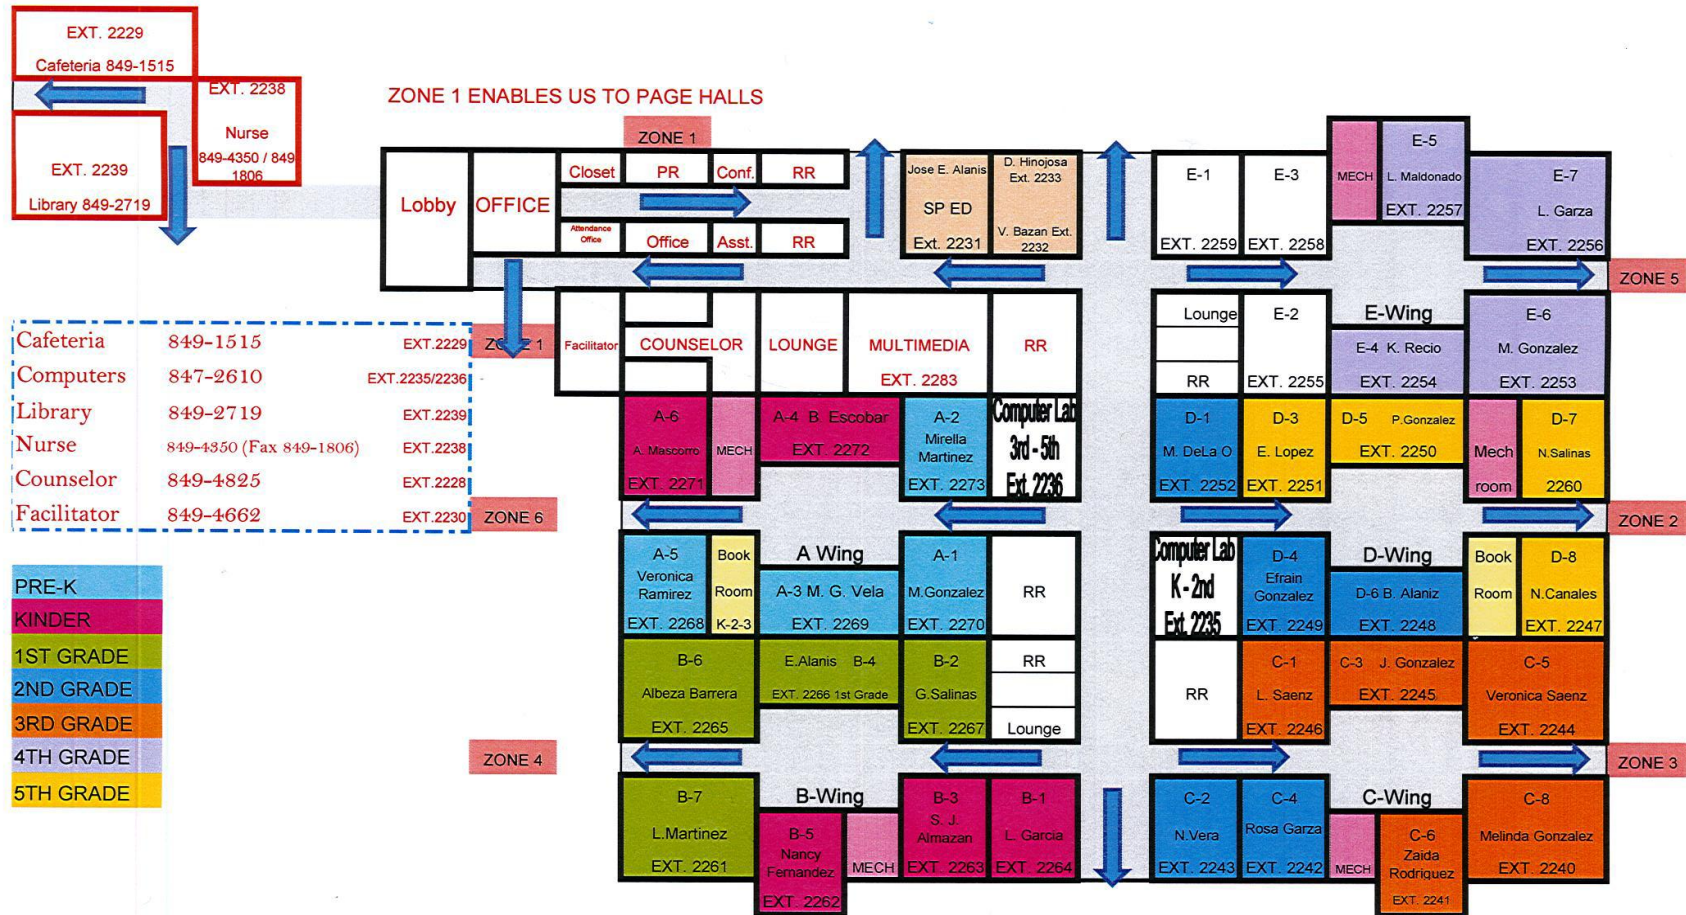 EXT. 2229
Cafeteria 849-1515
EXT. 2238
Nurse
849-4350 / 849
1806
EXT. 2239
Library 849-2719
ZONE 1 ENABLES US TO PAGE HALLS
ZONE 1
Lobby
OFFICE
Closet
PR
Conf.
RR
Attendance
Office
Office
Asst.
RR
Jose E. Alanis
SP ED
Ext. 2231
D. Hinojosa
Ext. 2233
V. Bazan Ext.
2232
E-1
EXT. 2259
E-3
EXT. 2258
MECH
E-5
L. Maldonado
EXT. 2257
E-7
L. Garza
EXT. 2256
ZONE 5
Cafeteria 849-1515 EXT.2229
Computers 847-2610 EXT.2235/2236
Library 849-2719 EXT.2239
Nurse 849-4350 (Fax 849-1806) EXT.2238
Counselor 849-4825 EXT.2228
Facilitator 849-4662 EXT.2230
ZONE 1
Facilitator
COUNSELOR
LOUNGE
MULTIMEDIA
EXT. 2283
RR
Lounge
RR
E-2
EXT. 2255
E-Wing
E-4 K. Recio
EXT. 2254
E-6
M. Gonzalez
EXT. 2253
A-6
A. Mascorro
EXT. 2271
MECH
A-4 B Escobar
EXT. 2272
A-2
Mirella
Martinez
EXT. 2273
Computer Lab
3rd - 5th
Ext. 2236
D-1
M. DeLa O
EXT. 2252
D-3
E. Lopez
EXT. 2251
D-5 P.Gonzalez
EXT. 2250
Mech
room
D-7
N.Salinas
2260
ZONE 6
ZONE 2
A-5
Veronica
Ramirez
EXT. 2268
Book
Room
K-2-3
A Wing
A-3 M. G. Vela
EXT. 2269
A-1
M.Gonzalez
EXT. 2270
RR
Computer Lab
K - 2nd
Ext. 2235
D-4
Efrain
Gonzalez
EXT. 2249
D-Wing
D-6 B. Alaniz
EXT. 2248
Book
Room
D-8
N.Canales
EXT. 2247
PRE-K
KINDER
1ST GRADE
2ND GRADE
3RD GRADE
4TH GRADE
5TH GRADE
B-6
Albeza Barrera
EXT. 2265
E.Alanis B-4
EXT. 2266 1st Grade
B-2
G.Salinas
EXT. 2267
RR
Lounge
RR
C-1
L. Saenz
EXT. 2246
C-3 J. Gonzalez
EXT. 2245
C-5
Veronica Saenz
EXT. 2244
ZONE 4
ZONE 3
B-7
L.Martinez
EXT. 2261
B-Wing
B-5
Nancy
Fernandez
EXT. 2262
MECH
B-3
S. J.
Almazan
EXT. 2263
B-1
L. Garcia
EXT. 2264
C-2
N.Vera
EXT. 2243
C-4
Rosa Garza
EXT. 2242
C-Wing
MECH
C-6
Zaida
Rodriguez
EXT. 2241
C-8
Melinda Gonzalez
EXT. 2240